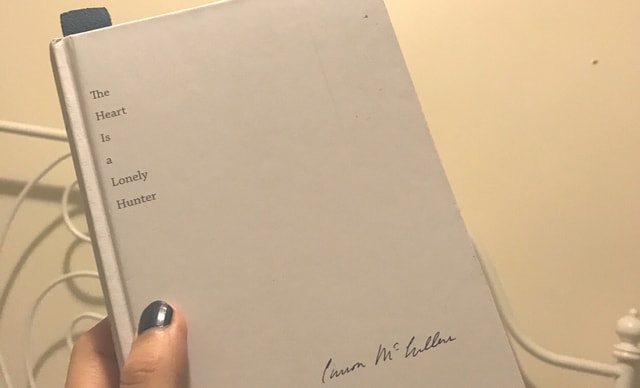 The
Heart
Is
a
Lonely
Hunter
Carson McCullers